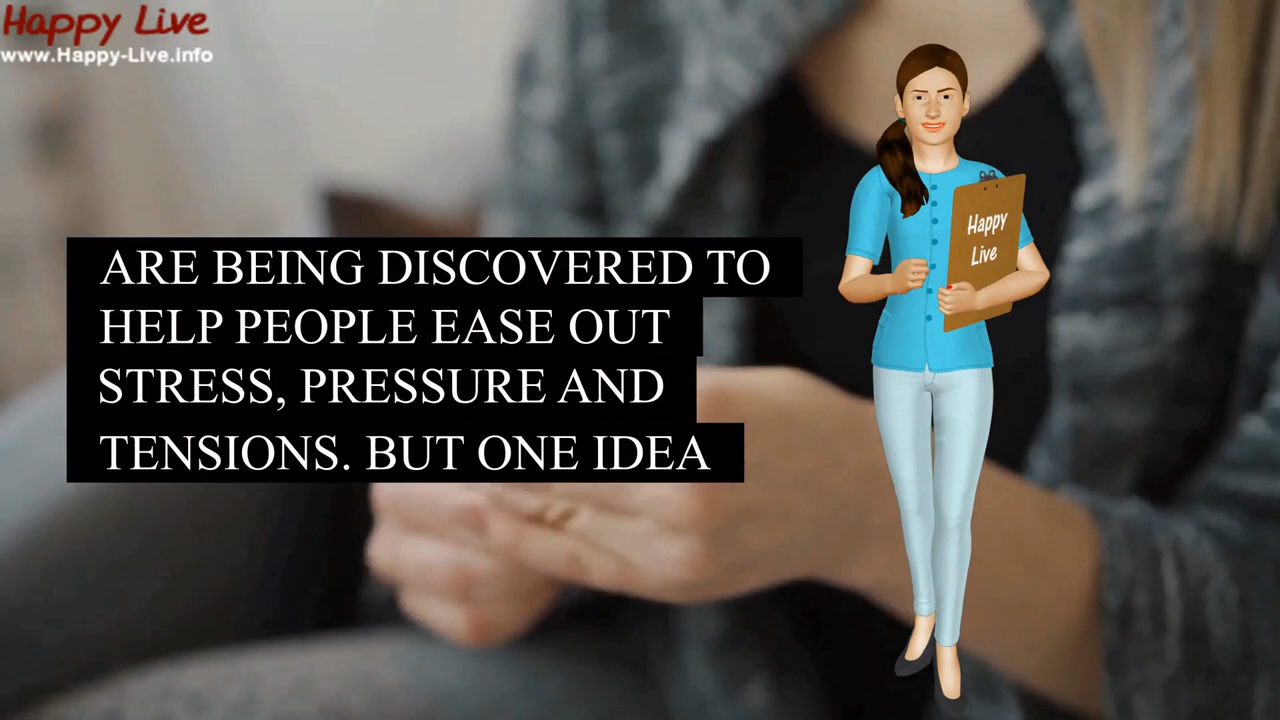 Happy Live
www.Happy-Live.info
ARE BEING DISCOVERED TO
HELP PEOPLE EASE OUT
STRESS, PRESSURE AND
TENSIONS. BUT ONE IDEA
Happy
Live